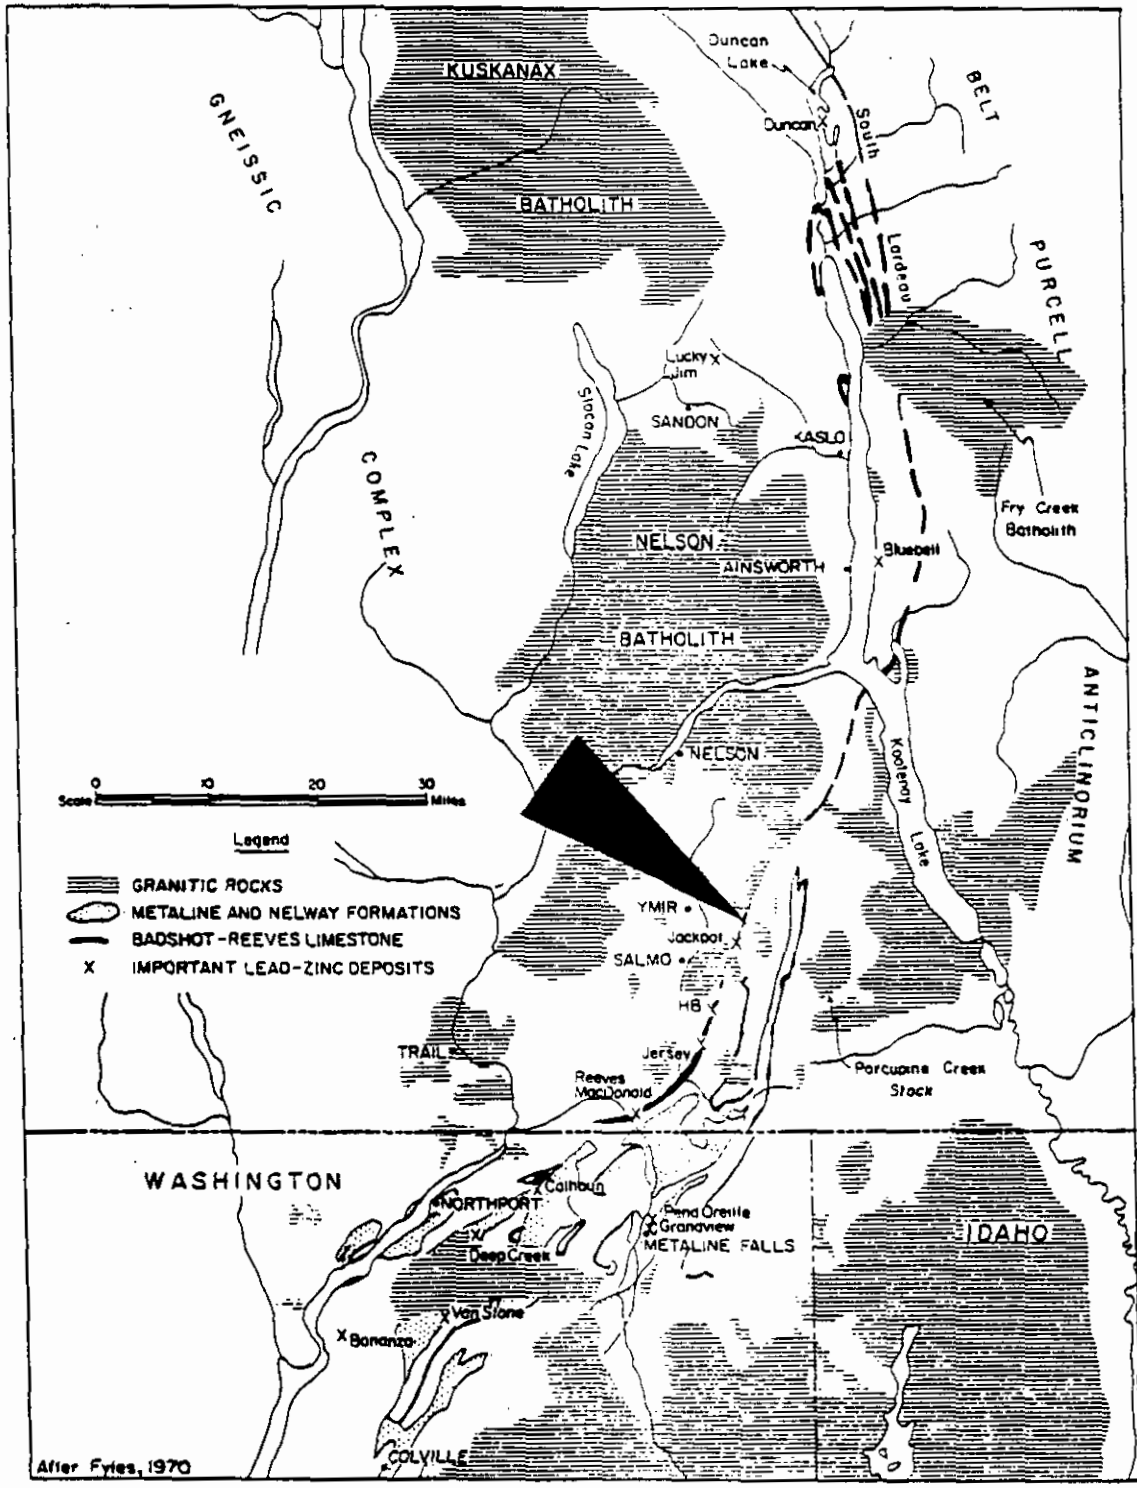 Duncan
Lake
KUSKANAX
BELT
GNEISSIC
Duncan
South
BATHOLITH
Lardeau
PURCELL
Lucky
Jim
Slocan Lake
SANDON
KASLO
COMPLEX
Fry Creek
Batholith
NELSON
Bluebell
AINSWORTH
BATHOLITH
ANTICLINORIUM
NELSON
Kootenay
Lake
0 10 20 30
Scale Miles
Legend
GRANITIC ROCKS
METALINE AND NELWAY FORMATIONS
BADSHOT-REEVES LIMESTONE
X IMPORTANT LEAD-ZINC DEPOSITS
YMIR
Jackpot
SALMO
HB
Jersey
TRAIL
Reeves
MacDonald
Porcupine Creek
Stock
WASHINGTON
Calhoun
NORTHPORT
Pend Oreille
Grandview
METALINE FALLS
IDAHO
Deep Creek
Van Stone
Bonanza
COLVILLE
After Fyles, 1970